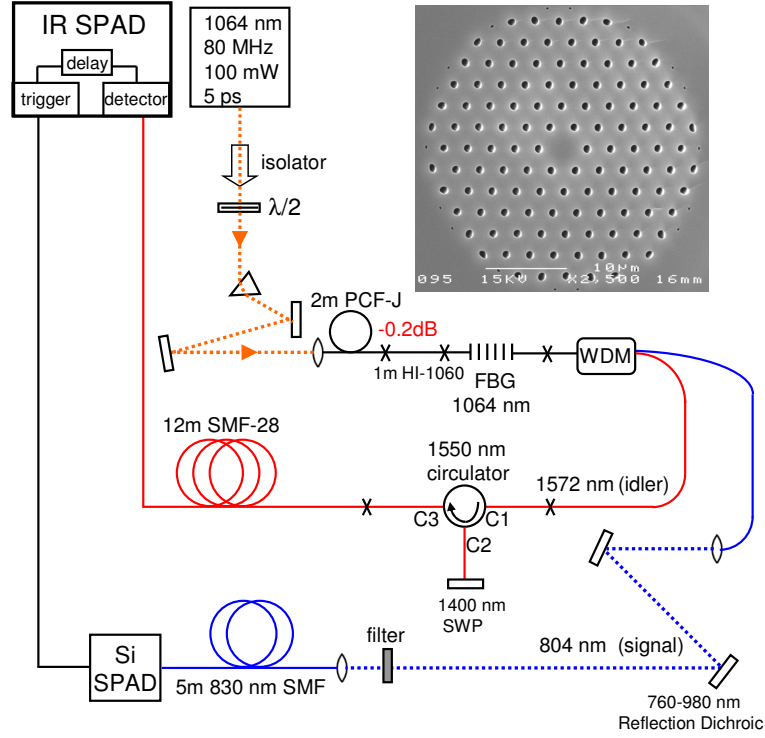 IR SPAD
delay
trigger
detector
1064 nm
80 MHz
100 mW
5 ps
isolator
λ/2
095 15KV 10µm X2,500 16mm
2m PCF-J
-0.2dB
1m HI-1060
FBG
1064 nm
WDM
12m SMF-28
1550 nm
circulator
C3
C1
C2
1572 nm (idler)
1400 nm
SWP
804 nm (signal)
filter
Si
SPAD
5m 830 nm SMF
760-980 nm
Reflection Dichroic